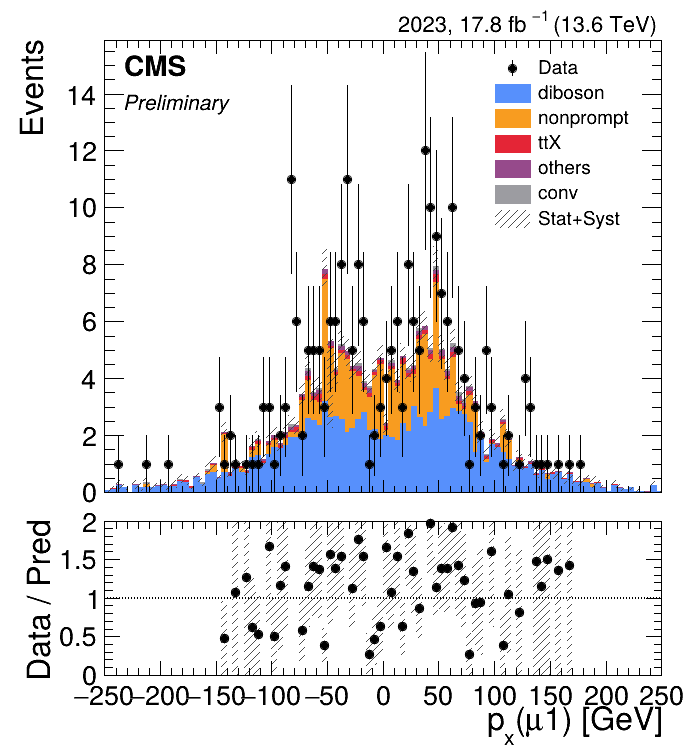 2023, 17.8 fb⁻¹ (13.6 TeV)
CMS
Preliminary
Events
Data
diboson
nonprompt
ttX
others
conv
Stat+Syst
14
12
10
8
6
4
2
0
Data / Pred
2
1.5
1
0.5
0
−250 −200 −150 −100 −50 0 50 100 150 200 250
pₓ(μ1) [GeV]